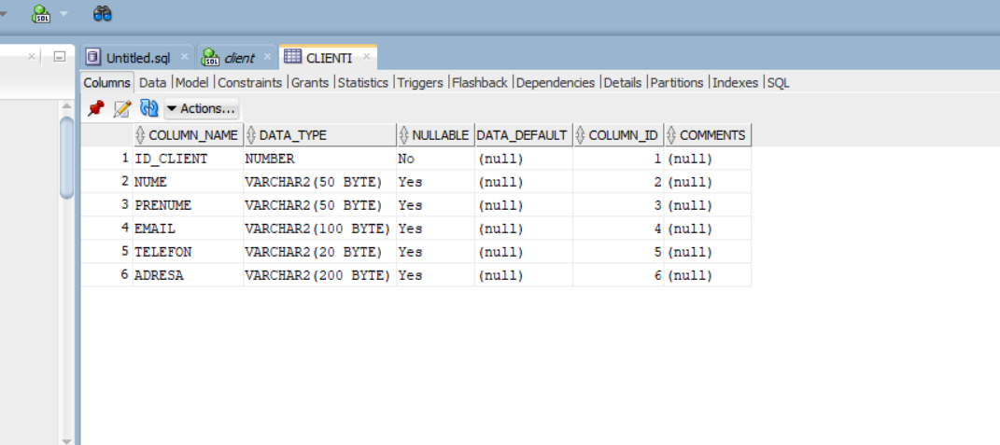 SQL
Untitled.sql × SQL client × CLIENTI ×
Columns Data |Model |Constraints |Grants |Statistics |Triggers |Flashback |Dependencies |Details |Partitions |Indexes |SQL
Actions...
COLUMN_NAME DATA_TYPE NULLABLE DATA_DEFAULT COLUMN_ID COMMENTS
1 ID_CLIENT NUMBER No (null) 1 (null)
2 NUME VARCHAR2(50 BYTE) Yes (null) 2 (null)
3 PRENUME VARCHAR2(50 BYTE) Yes (null) 3 (null)
4 EMAIL VARCHAR2(100 BYTE) Yes (null) 4 (null)
5 TELEFON VARCHAR2(20 BYTE) Yes (null) 5 (null)
6 ADRESA VARCHAR2(200 BYTE) Yes (null) 6 (null)